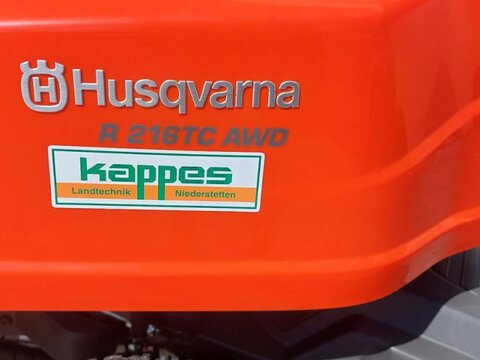 Husqvarna
R 216TC AWD
kappes
Landtechnik Niederstetten